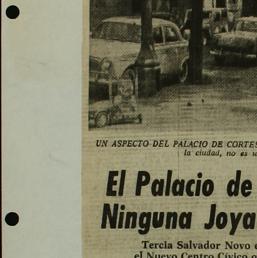 UN ASPECTO DEL PALACIO DE CORTES
la ciudad, no es u
El Palacio de
Ninguna Joya
Tercia Salvador Novo e
el Nuevo Centro Cívico o